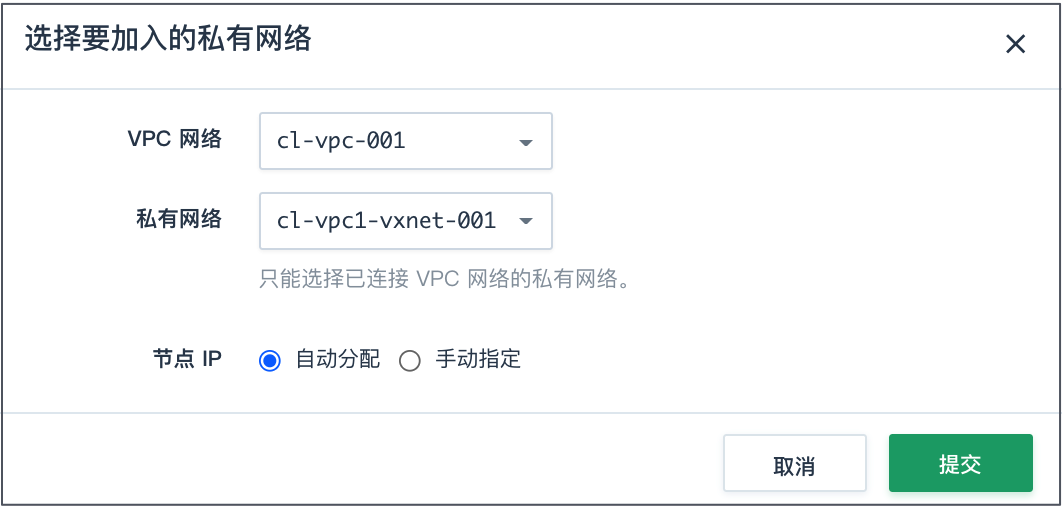 选择要加入的私有网络
VPC 网络 cl-vpc-001
私有网络 cl-vpc1-vxnet-001
只能选择已连接 VPC 网络的私有网络。
节点 IP 自动分配 手动指定
取消 提交